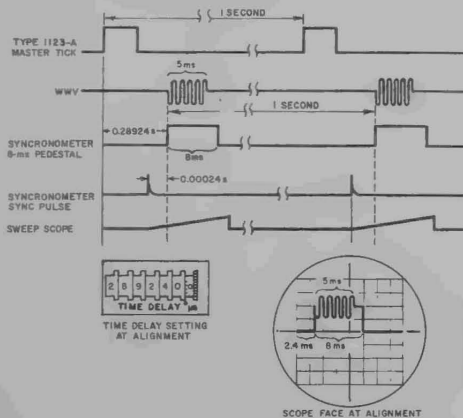 1 SECOND
TYPE 1123-A
MASTER TICK
5ms
WWV
1 SECOND
0.28924s
SYNCRONOMETER
8-ms PEDESTAL
8ms
0.00024s
SYNCRONOMETER
SYNC PULSE
SWEEP SCOPE
2 8 9 2 4 0
TIME DELAY μs
TIME DELAY SETTING
AT ALIGNMENT
5ms
2.4 ms 8ms
SCOPE FACE AT ALIGNMENT